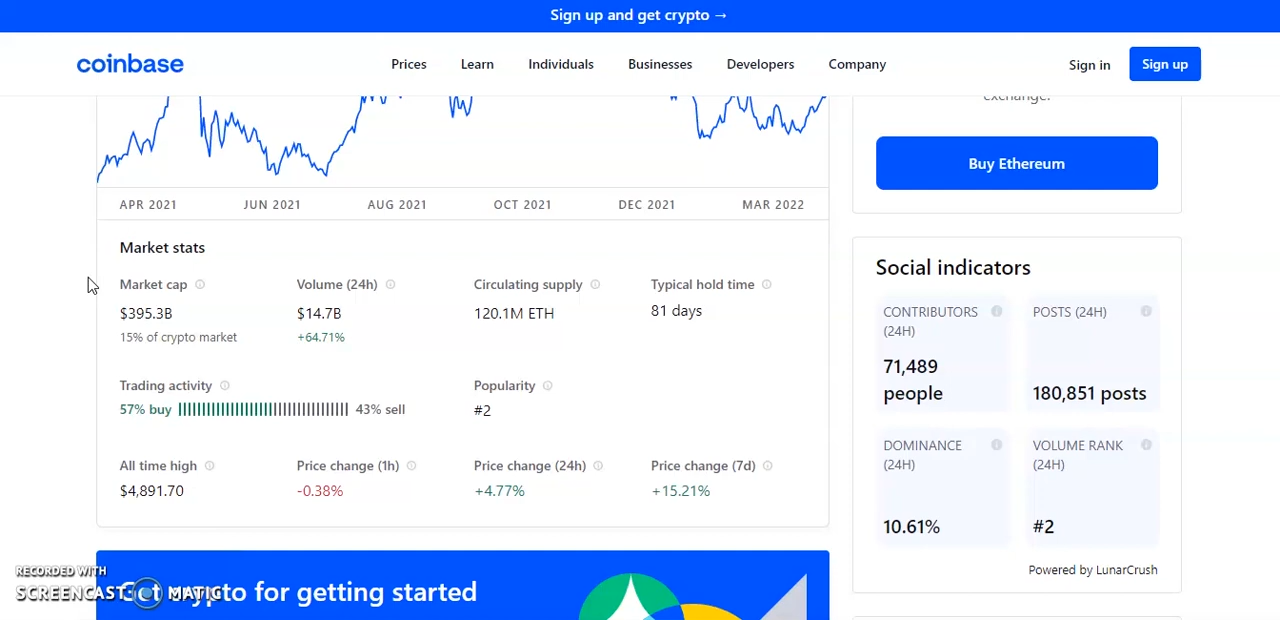 Sign up and get crypto →
coinbase
Prices Learn Individuals Businesses Developers Company Sign in Sign up
exchange.
Buy Ethereum
APR 2021 JUN 2021 AUG 2021 OCT 2021 DEC 2021 MAR 2022
Market stats
Market cap Volume (24h) Circulating supply Typical hold time
$395.3B $14.7B 120.1M ETH 81 days
15% of crypto market +64.71%
Trading activity Popularity
57% buy 43% sell #2
All time high Price change (1h) Price change (24h) Price change (7d)
$4,891.70 -0.38% +4.77% +15.21%
Social indicators
CONTRIBUTORS (24H)
71,489 people
POSTS (24H)
180,851 posts
DOMINANCE (24H)
10.61%
VOLUME RANK (24H)
#2
Powered by LunarCrush
Get crypto for getting started
RECORDED WITH
SCREENCAST MATIC